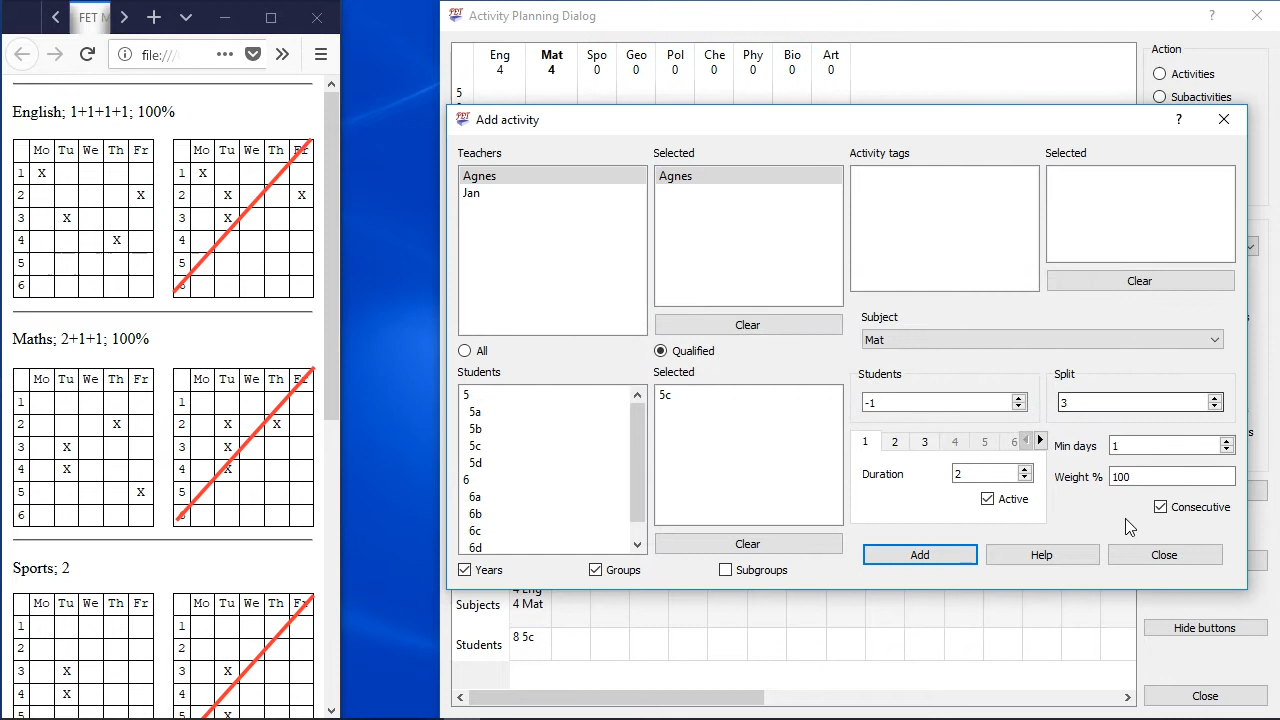 FET M
file:///
English; 1+1+1+1; 100%
Mo Tu We Th Fr
1 X
2 X
3 X
4 X
5
6
Mo Tu We Th Fr
1 X
2 X X
3 X
4
5
6
Maths; 2+1+1; 100%
Mo Tu We Th Fr
1
2 X
3 X
4 X
5 X
6
Mo Tu We Th Fr
1
2 X X
3 X
4 X
5
6
Sports; 2
Mo Tu We Th Fr
1
2
3 X
4 X
Mo Tu We Th Fr
1
2
3 X
4
5 X
Activity Planning Dialog
Eng Mat Spo Geo Pol Che Phy Bio Art
4 4 0 0 0 0 0 0 0
5
Action
Activities
Subactivities
Add activity
Teachers
Agnes
Jan
Selected
Agnes
Clear
All
Qualified
Activity tags
Selected
Clear
Subject
Mat
Students
5
5a
5b
5c
5d
6
6a
6b
6c
6d
Selected
5c
Clear
Years
Groups
Subgroups
Students
-1
Split
3
1 2 3 4 5 6
Duration 2
Active
Min days 1
Weight % 100
Consecutive
Add
Help
Close
4 Eng
Subjects 4 Mat
Students 8 5c
Hide buttons
Close